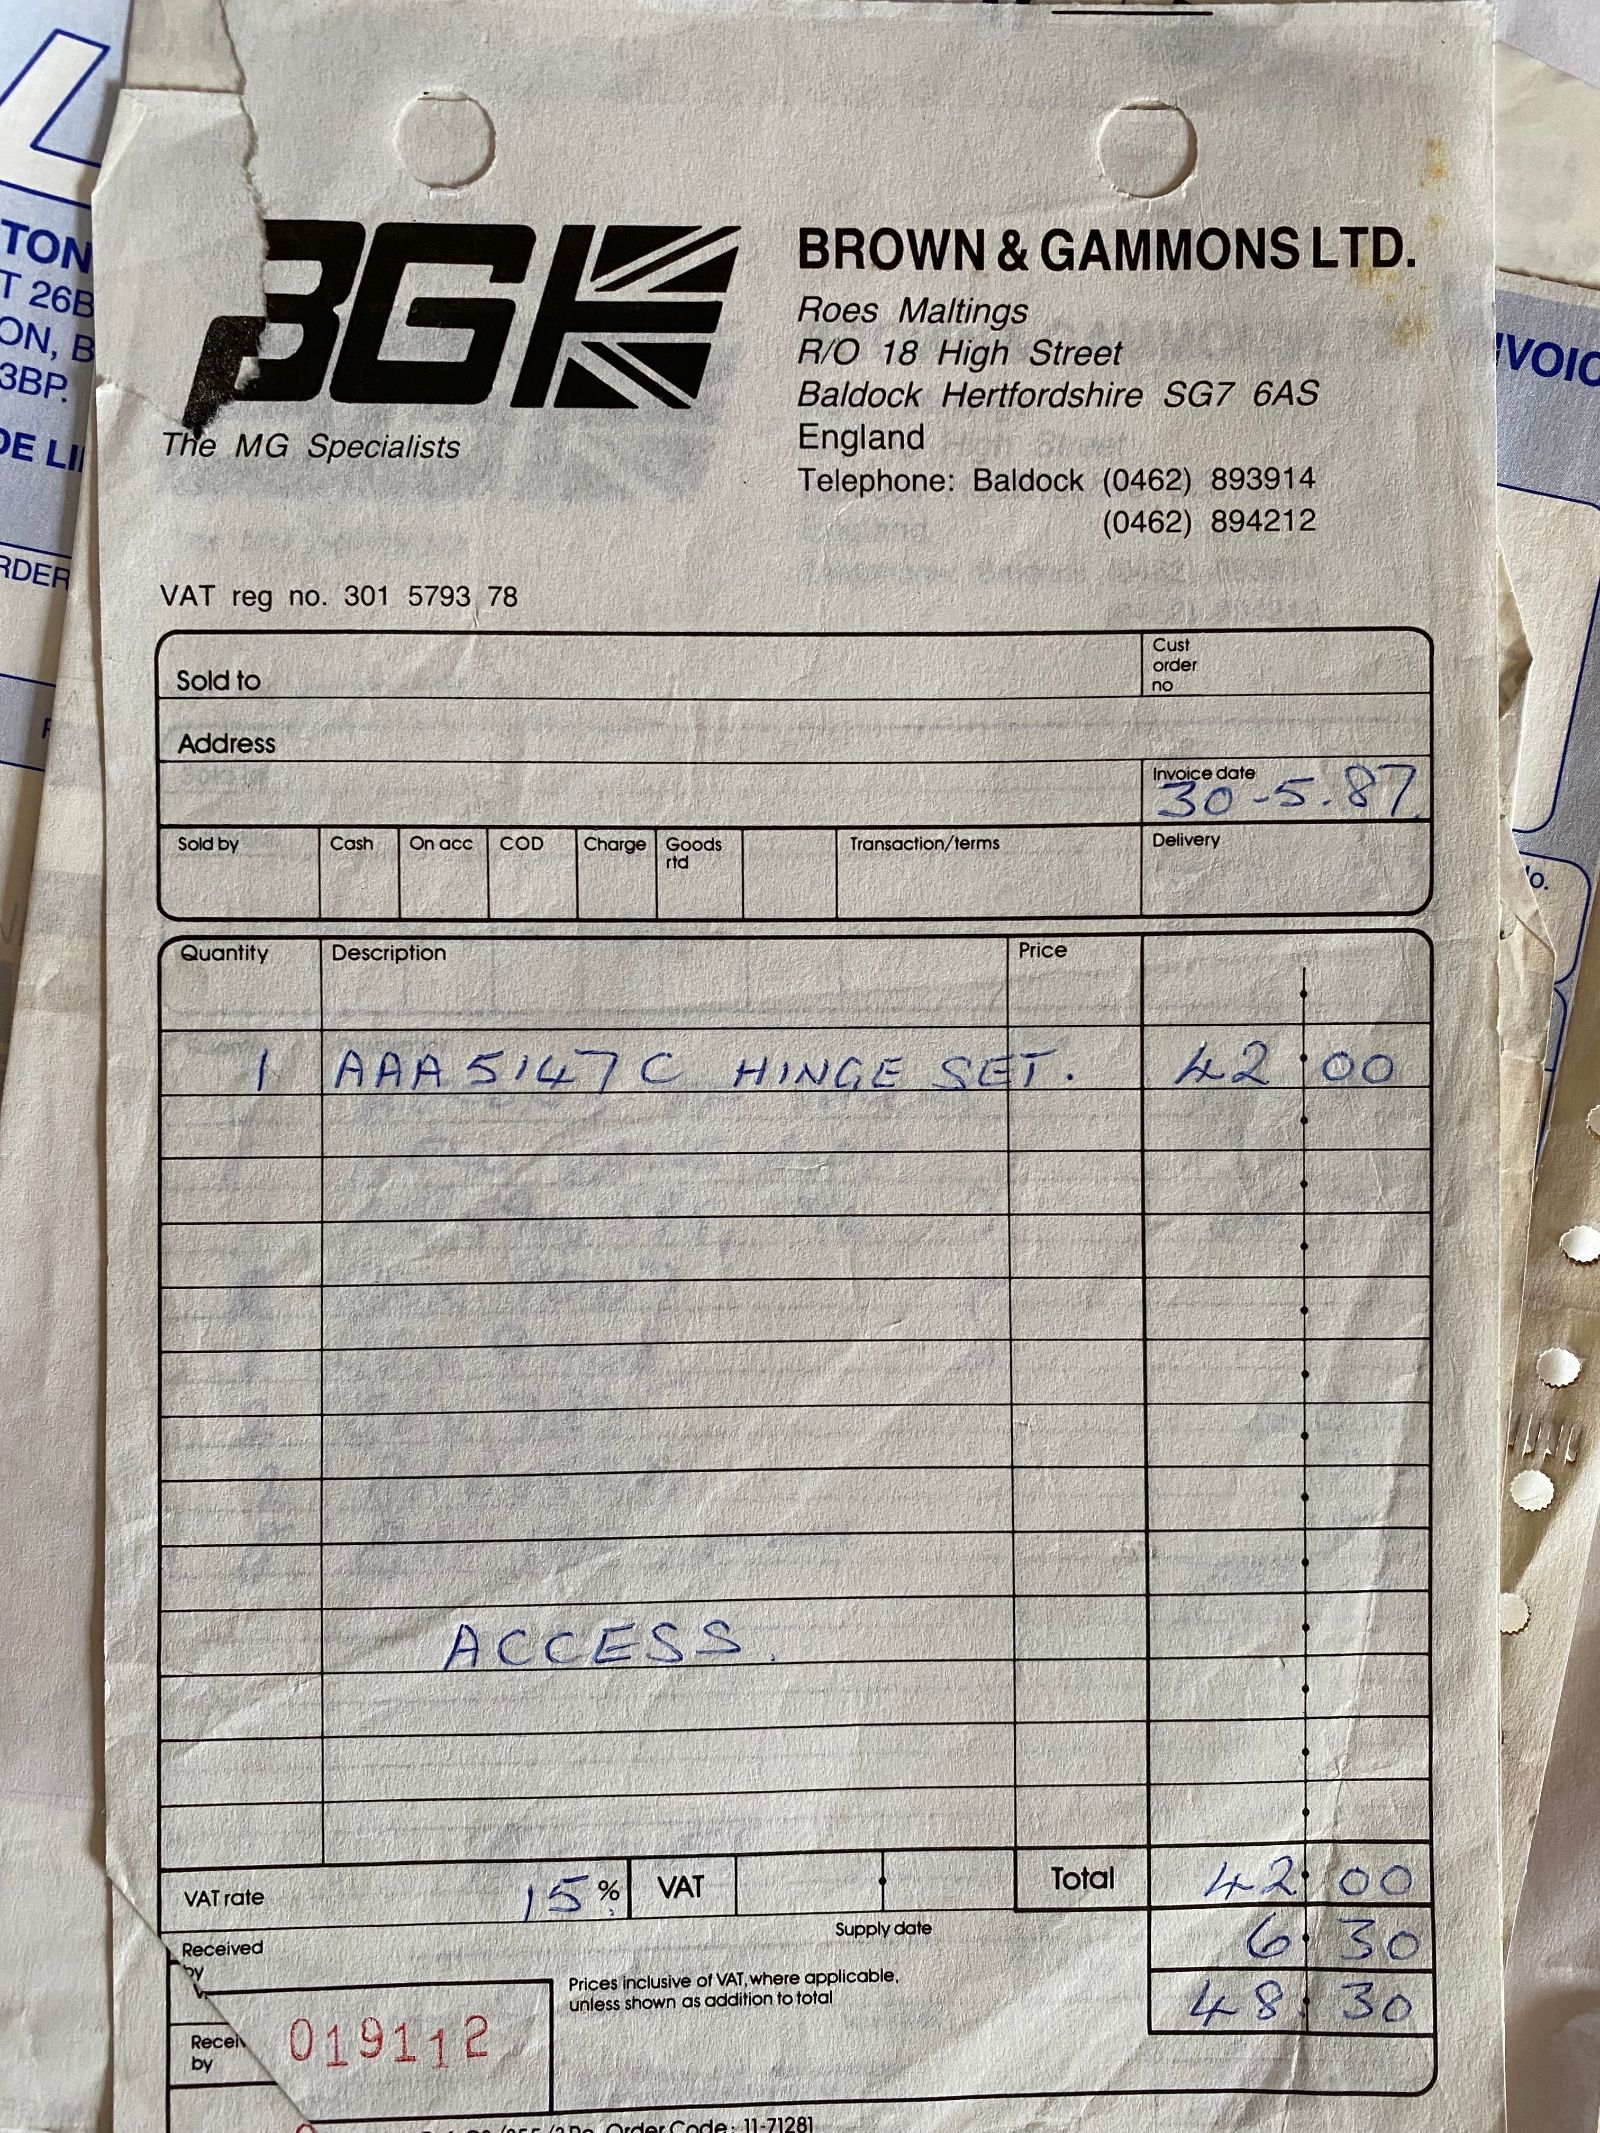 BGK
BROWN & GAMMONS LTD.
Roes Maltings
R/O 18 High Street
Baldock Hertfordshire SG7 6AS
England
The MG Specialists
Telephone: Baldock (0462) 893914
(0462) 894212
VAT reg no. 301 5793 78
Sold to
Cust order no
Address
Invoice date
30-5.87.
Sold by Cash On acc COD Charge Goods rtd Transaction/terms Delivery
Quantity Description Price
1 AAA 5147 C HINGE SET. 42 00
ACCESS.
VAT rate 15 % VAT Total 42 00
Supply date
6 30
Received by
Prices inclusive of VAT, where applicable,
unless shown as addition to total
48 30
019112
by
Order Code: 11-71281
TON
T 26B
ON, B
3BP.
DE LI
RDER
VOIC
o.